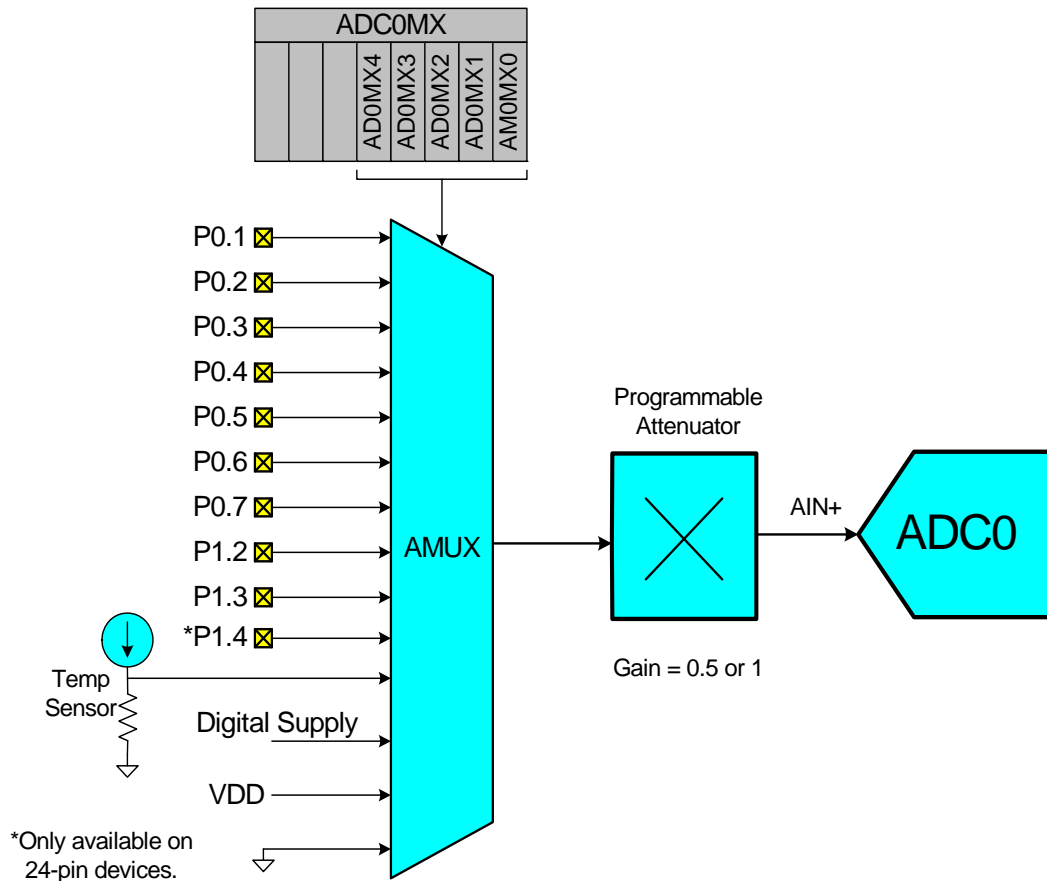 ADC0MX
AD0MX4
AD0MX3
AD0MX2
AD0MX1
AM0MX0
P0.1
P0.2
P0.3
P0.4
P0.5
P0.6
P0.7
P1.2
P1.3
*P1.4
Temp
Sensor
Digital Supply
VDD
*Only available on
24-pin devices.
AMUX
Programmable
Attenuator
Gain = 0.5 or 1
AIN+
ADC0